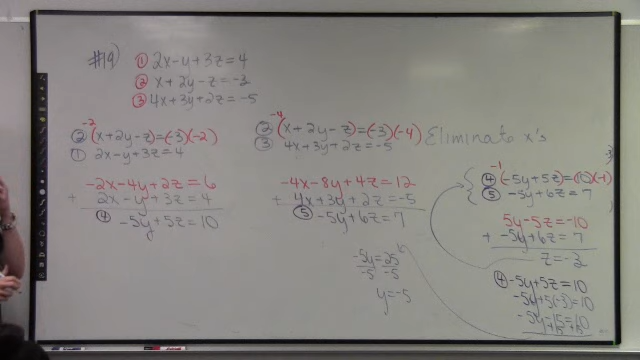 #19)
① 2x-y+3z=4
② x+2y-z=-3
③ 4x+3y+2z=-5
-2
② (x+2y-z)=(-3)(-2)
① 2x-y+3z=4
-2x-4y+2z=6
+ 2x-y+3z=4
④ -5y+5z=10
-4
② (x+2y-z)=(-3)(-4)
③ 4x+3y+2z=-5
-4x-8y+4z=12
+ 4x+3y+2z=-5
⑤ -5y+6z=7
-5y=25
-5 -5
y=-5
Eliminate x's
-1
④ (-5y+5z)=(10)(-1)
⑤ -5y+6z=7
5y-5z=-10
+ -5y+6z=7
z=-3
④ -5y+5z=10
-5y+5(-3)=10
-5y-15=10